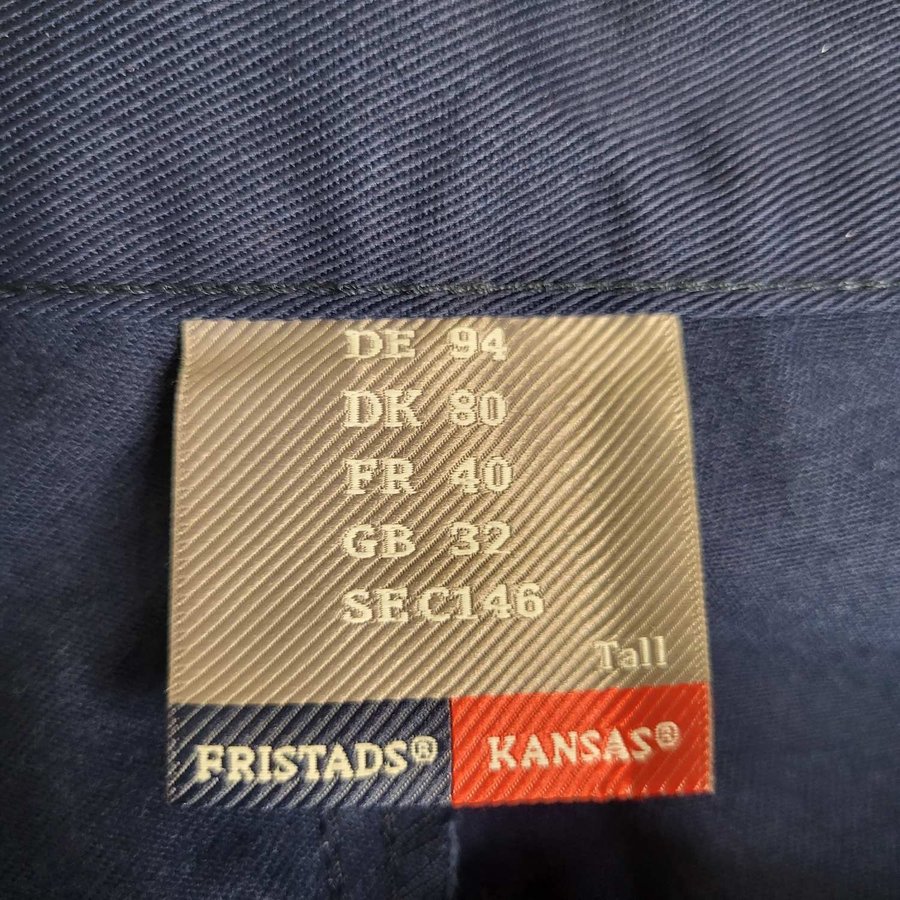 DE 94
DK 80
FR 40
GB 32
SE C146
Tall
FRISTADS® KANSAS®